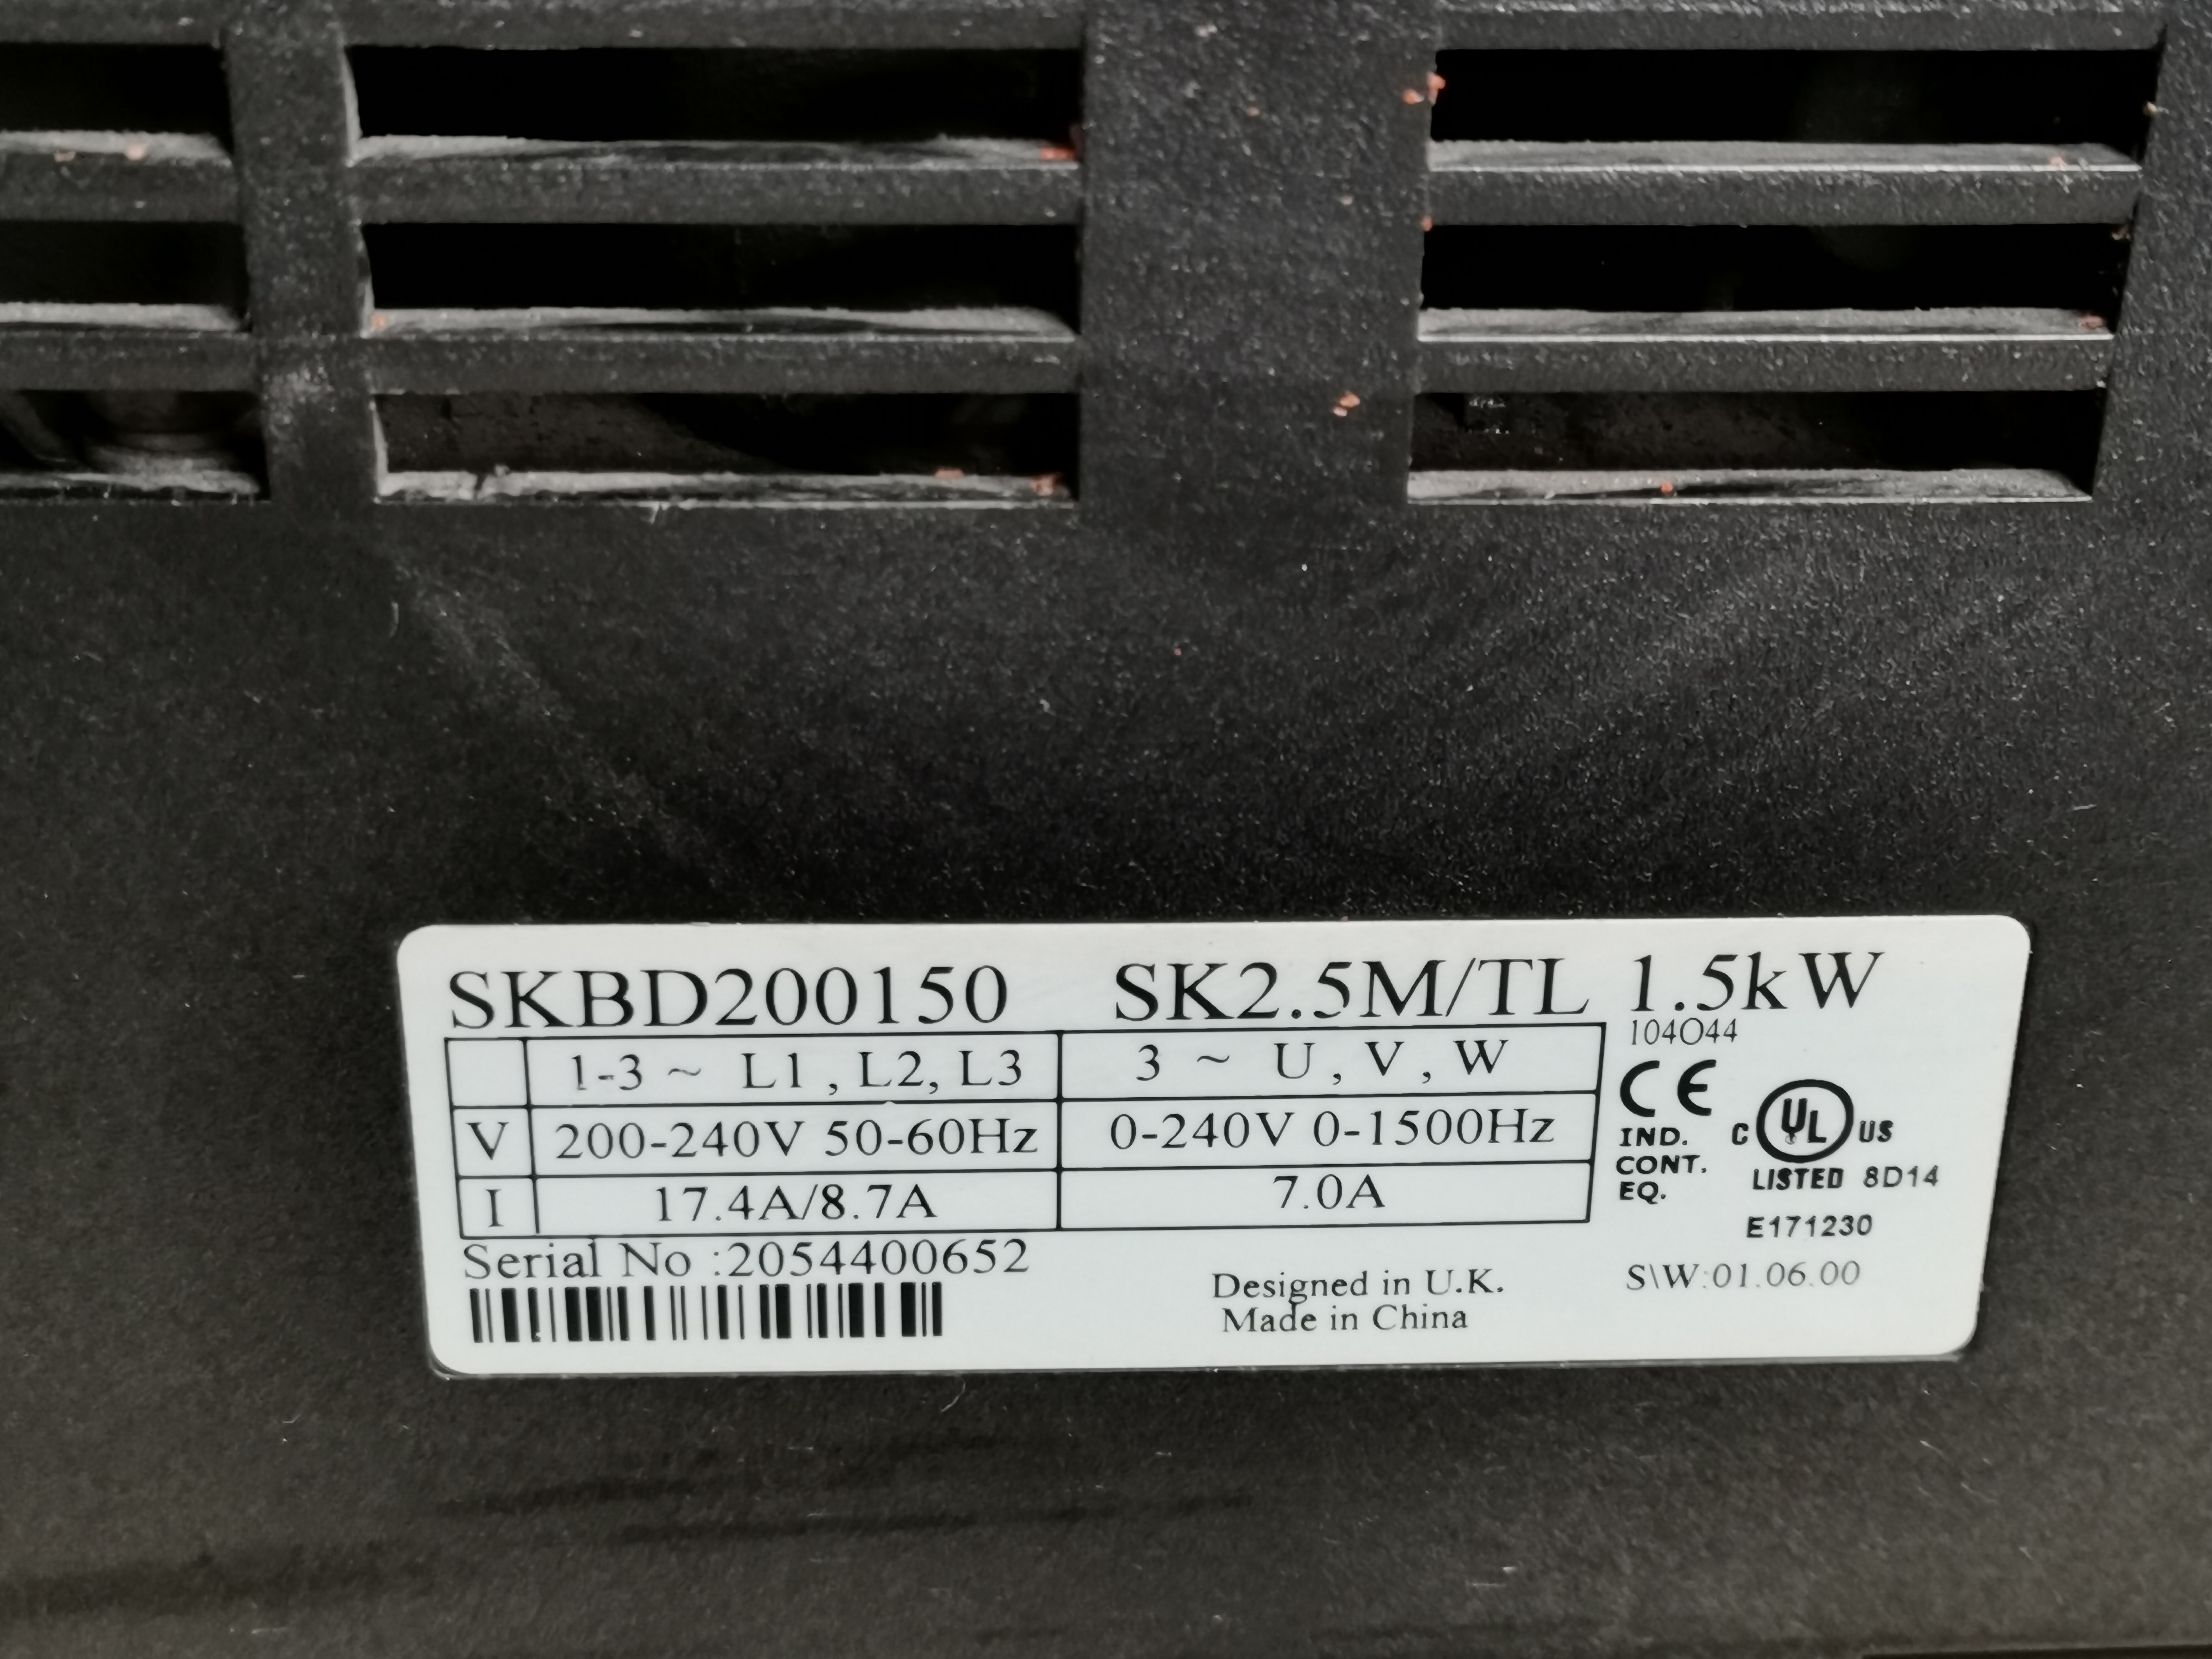 SKBD200150 SK2.5M/TL 1.5kW
104O44
1-3 ~ L1, L2, L3 3 ~ U, V, W
V 200-240V 50-60Hz 0-240V 0-1500Hz
I 17.4A/8.7A 7.0A
CE
IND.
CONT.
EQ.
C UL US
LISTED 8D14
E171230
Serial No :2054400652
Designed in U.K.
Made in China
S\W:01.06.00